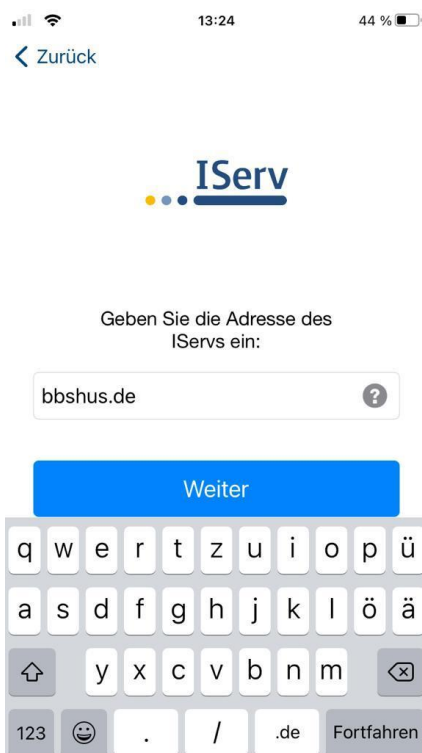 13:24
44 %
Zurück
IServ
Geben Sie die Adresse des
IServs ein:
bbshus.de
?
Weiter
q w e r t z u i o p ü
a s d f g h j k l ö ä
y x c v b n m
123 . / .de Fortfahren